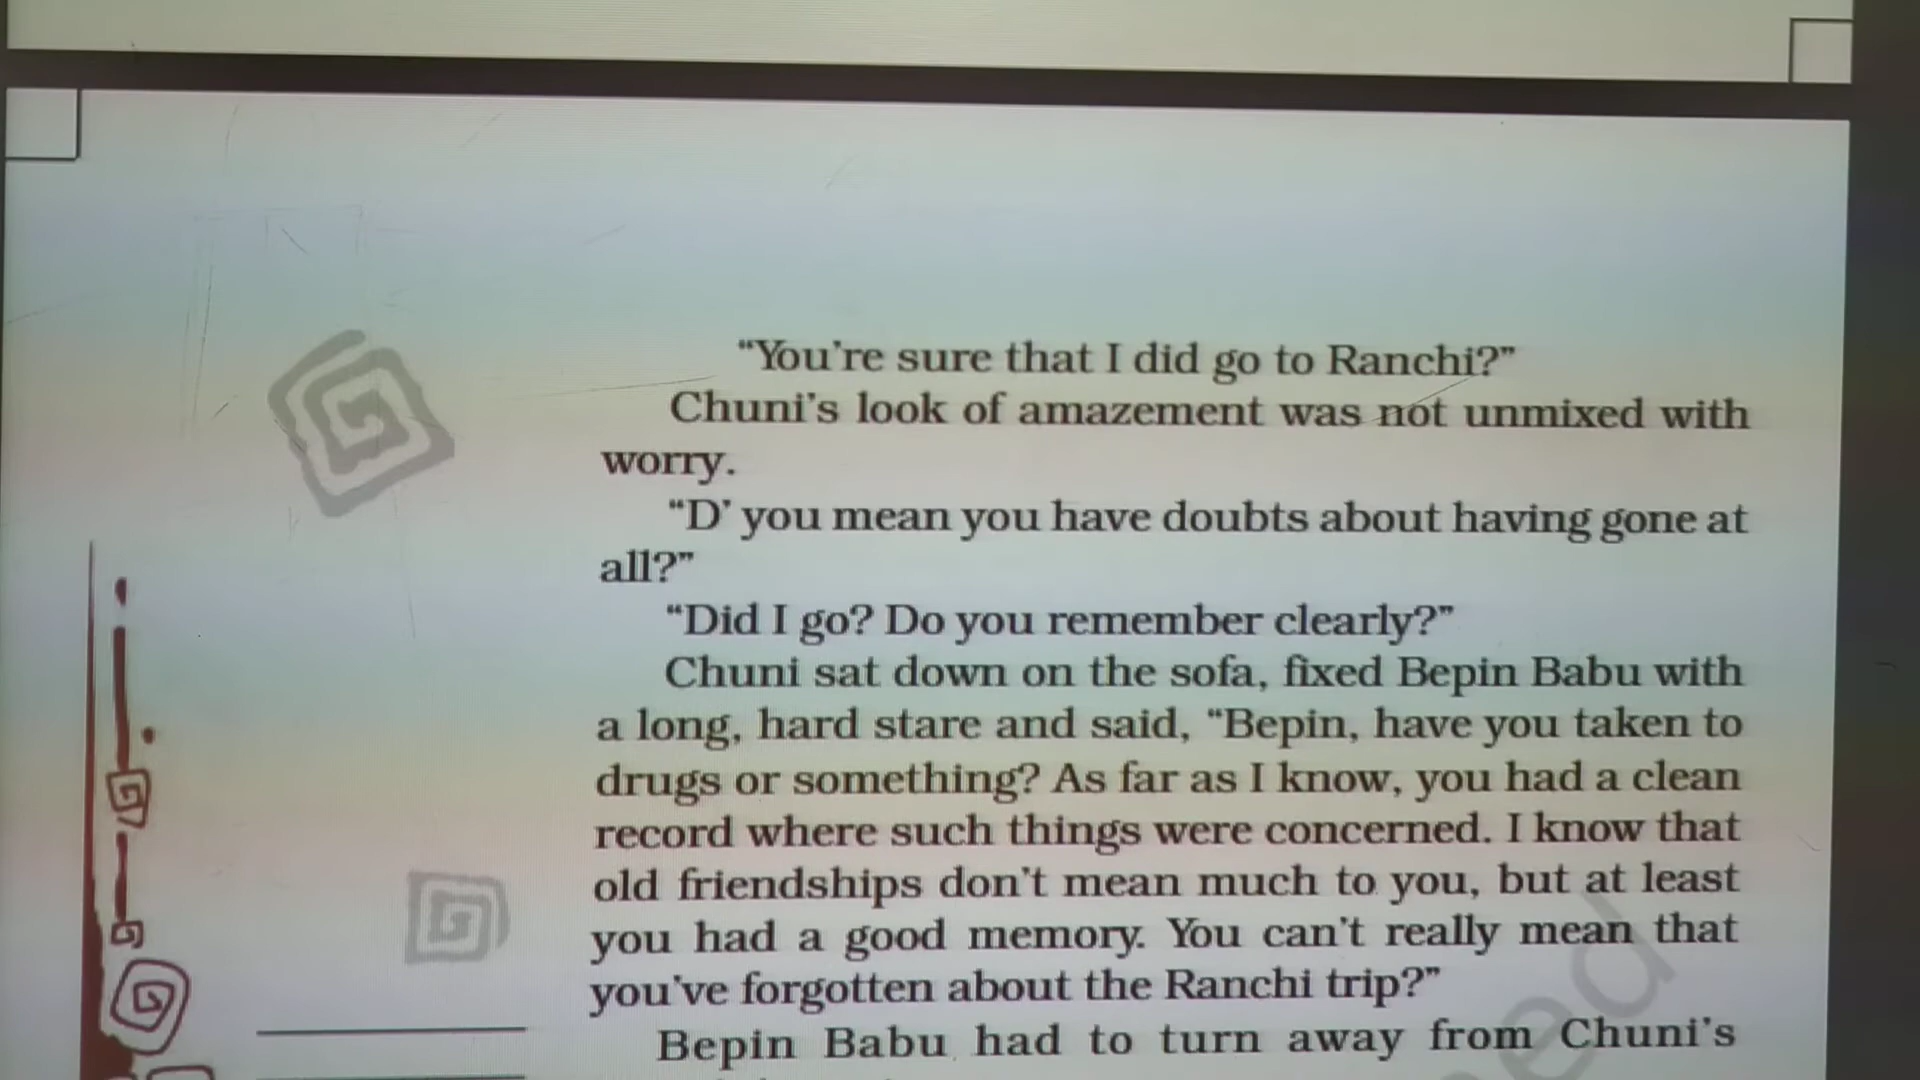 “You’re sure that I did go to Ranchi?”
Chuni’s look of amazement was not unmixed with
worry.
“D’ you mean you have doubts about having gone at
all?”
“Did I go? Do you remember clearly?”
Chuni sat down on the sofa, fixed Bepin Babu with
a long, hard stare and said, “Bepin, have you taken to
drugs or something? As far as I know, you had a clean
record where such things were concerned. I know that
old friendships don’t mean much to you, but at least
you had a good memory. You can’t really mean that
you’ve forgotten about the Ranchi trip?”
Bepin Babu had to turn away from Chuni’s